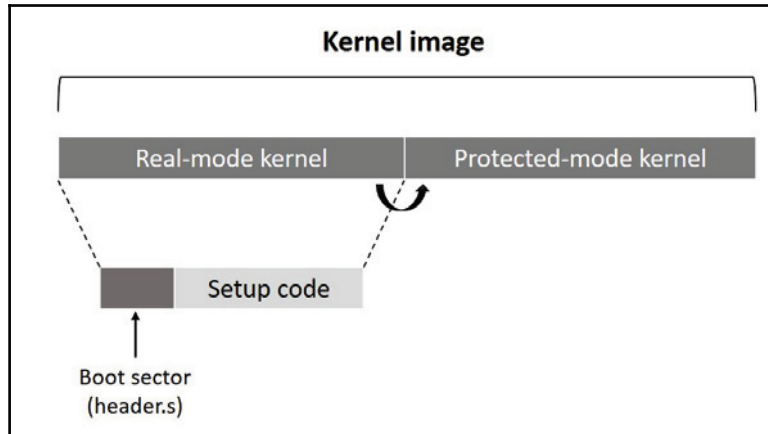 Kernel image
Real-mode kernel
Protected-mode kernel
Setup code
Boot sector
(header.s)